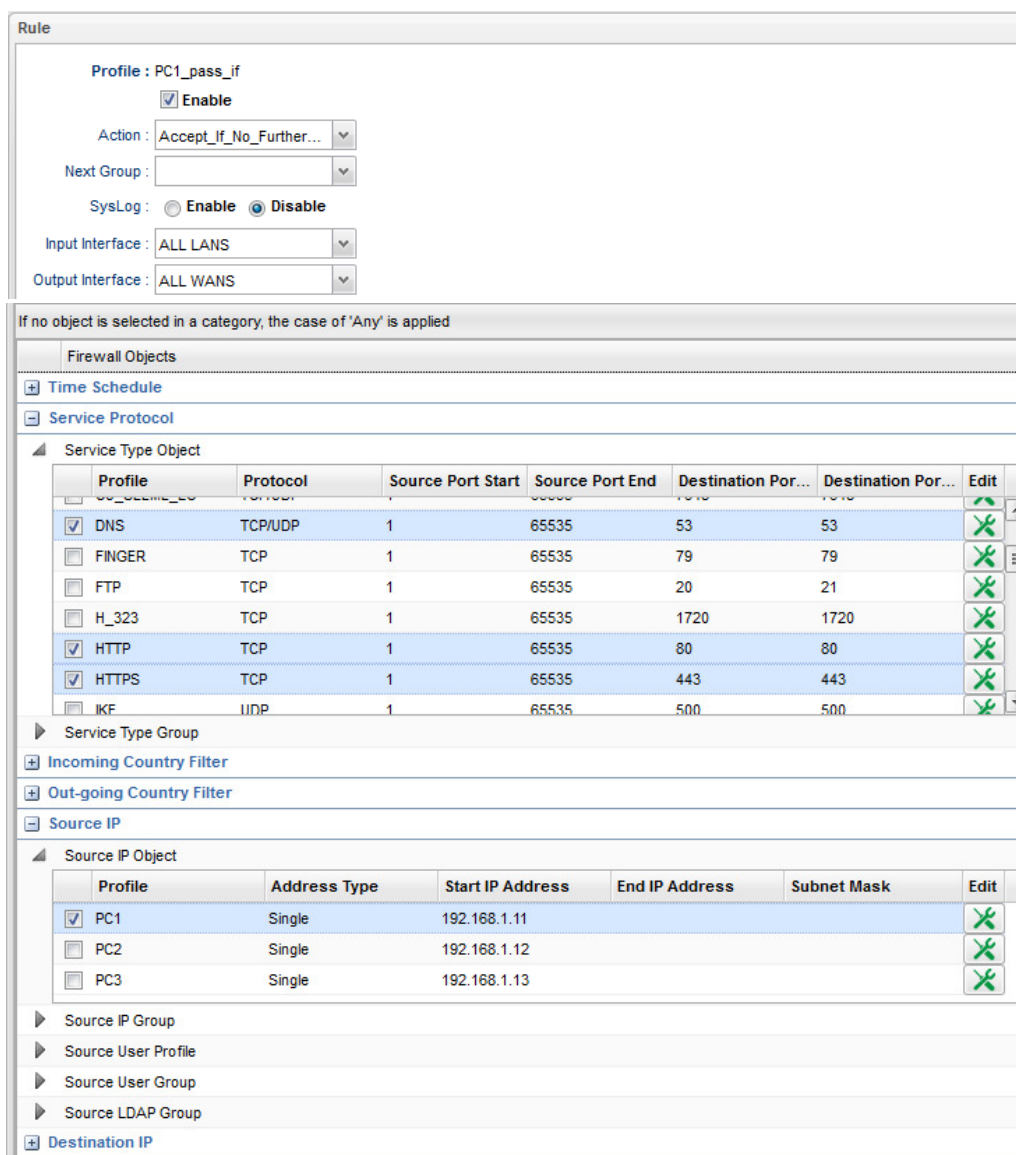 Rule
Profile : PC1_pass_if
Enable
Action : Accept_If_No_Further...
Next Group :
SysLog : Enable Disable
Input Interface : ALL LANS
Output Interface : ALL WANS
If no object is selected in a category, the case of 'Any' is applied
Firewall Objects
Time Schedule
Service Protocol
Service Type Object
Profile Protocol Source Port Start Source Port End Destination Por... Destination Por... Edit
DNS TCP/UDP 1 65535 53 53
FINGER TCP 1 65535 79 79
FTP TCP 1 65535 20 21
H_323 TCP 1 65535 1720 1720
HTTP TCP 1 65535 80 80
HTTPS TCP 1 65535 443 443
IKE UDP 1 65535 500 500
Service Type Group
Incoming Country Filter
Out-going Country Filter
Source IP
Source IP Object
Profile Address Type Start IP Address End IP Address Subnet Mask Edit
PC1 Single 192.168.1.11
PC2 Single 192.168.1.12
PC3 Single 192.168.1.13
Source IP Group
Source User Profile
Source User Group
Source LDAP Group
Destination IP